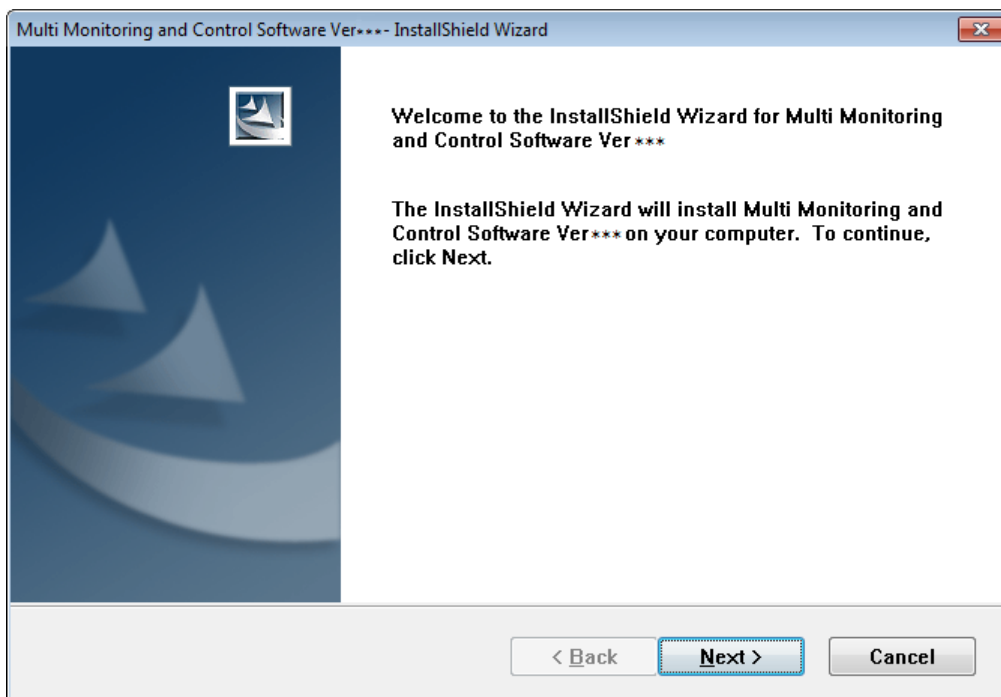 Multi Monitoring and Control Software Ver***- InstallShield Wizard
Welcome to the InstallShield Wizard for Multi Monitoring
and Control Software Ver ***
The InstallShield Wizard will install Multi Monitoring and
Control Software Ver*** on your computer.  To continue,
click Next.
< Back
Next >
Cancel